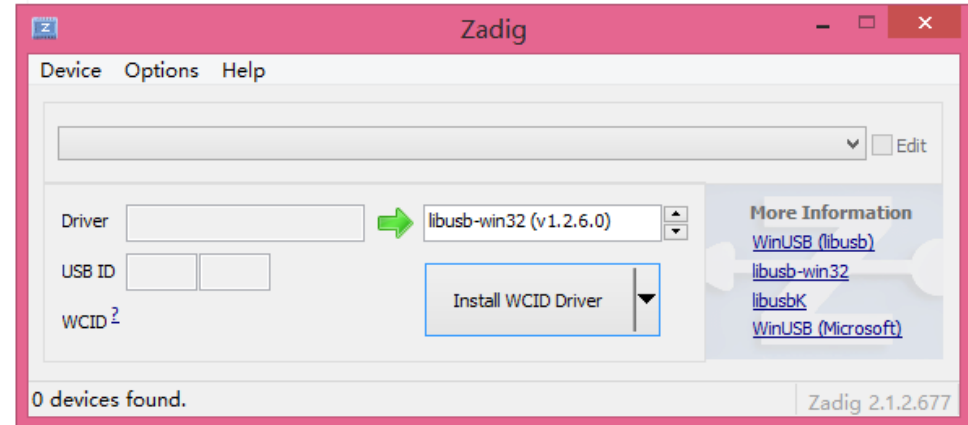 Zadig
Device Options Help
Edit
Driver
libusb-win32 (v1.2.6.0)
USB ID
WCID ?
Install WCID Driver
More Information
WinUSB (libusb)
libusb-win32
libusbK
WinUSB (Microsoft)
0 devices found.
Zadig 2.1.2.677